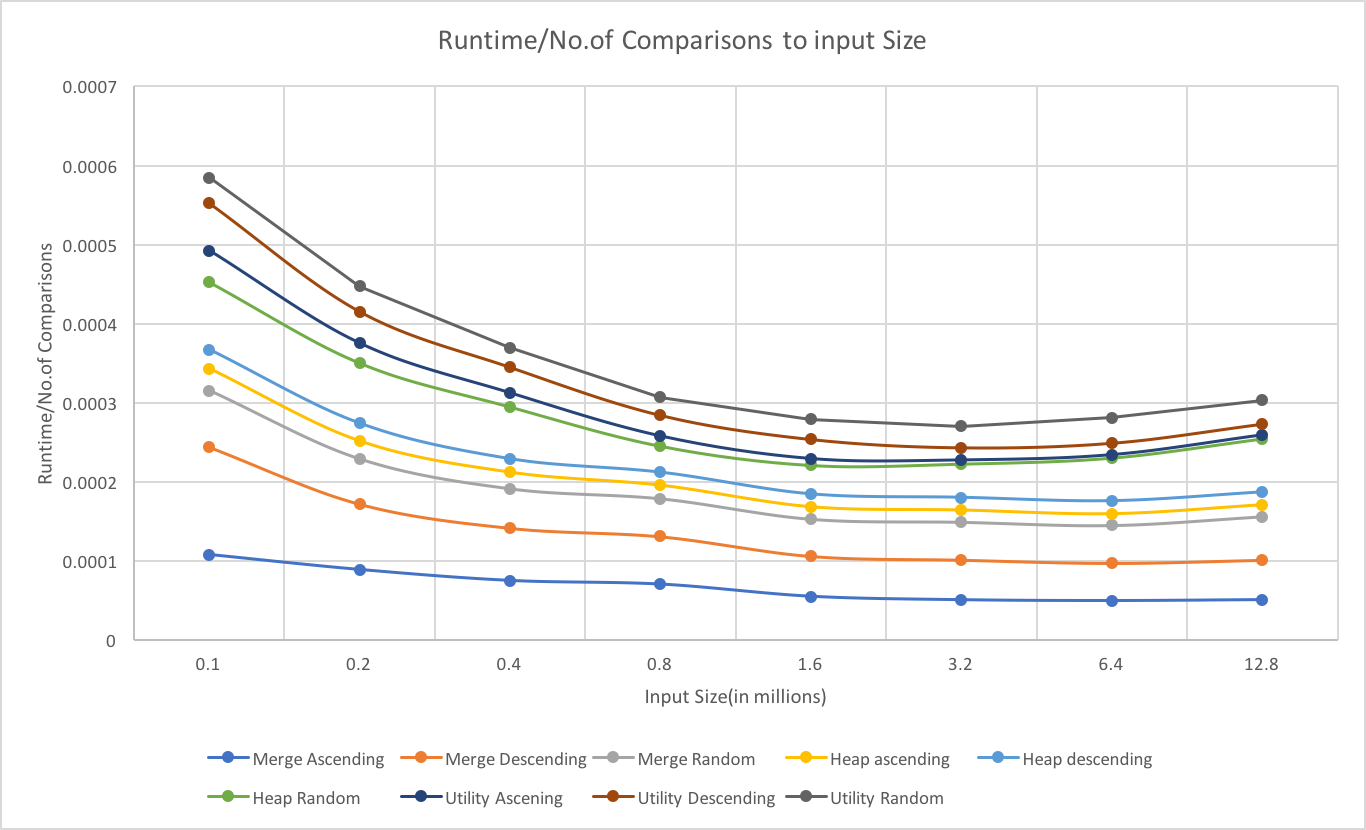 Runtime/No.of Comparisons to input Size
0.0007
0.0006
0.0005
0.0004
0.0003
0.0002
0.0001
0
Runtime/No.of Comparisons
0.1 0.2 0.4 0.8 1.6 3.2 6.4 12.8
Input Size(in millions)
Merge Ascending Merge Descending Merge Random Heap ascending Heap descending
Heap Random Utility Ascening Utility Descending Utility Random